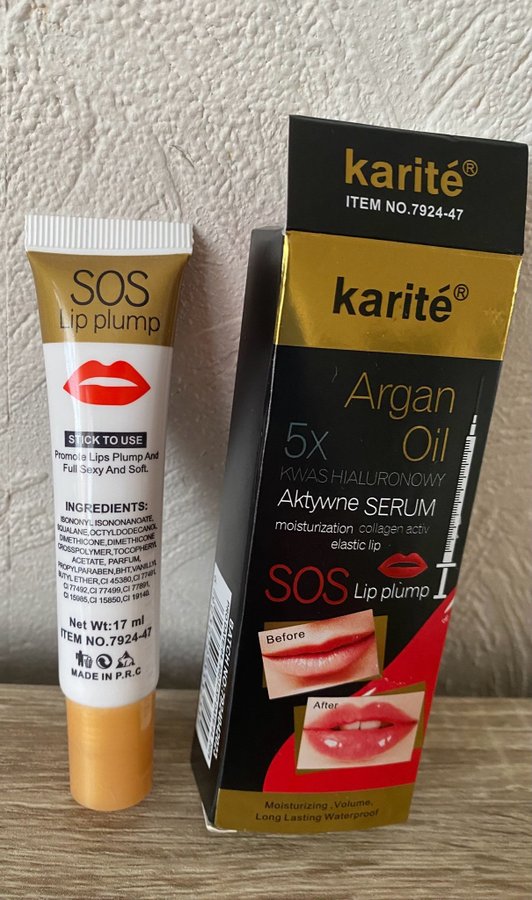 SOS
Lip plump
STICK TO USE
Promote Lips Plump And
Full Sexy And Soft.
INGREDIENTS:
ISONONYL ISONONANOATE,
SQUALANE,OCTYLDODECANOL,
DIMETHICONE,DIMETHICONE
CROSSPOLYMER,TOCOPHERYL
ACETATE, PARFUM,
PROPYLPARABEN,BHT,VANILLYL
BUTYL ETHER, CI 45380, CI 77491,
CI 77492, CI 77499, CI 77891,
CI 15985, CI 15850, CI 19140.
Net Wt: 17 ml
ITEM NO.7924-47
MADE IN P.R.C
karité®
ITEM NO.7924-47
karité®
Argan
Oil
5x
KWAS HIALURONOWY
Aktywne SERUM
moisturization collagen activ
elastic lip
SOS Lip plump
Before
After
Moisturizing ,Volume,
Long Lasting Waterproof